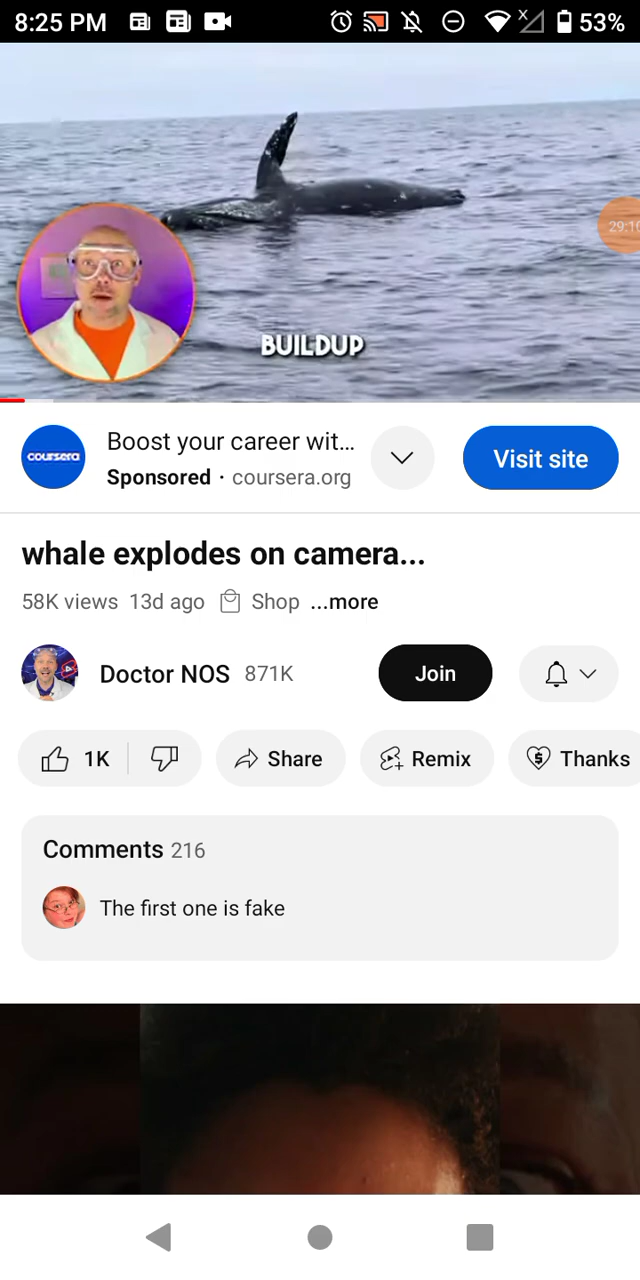 8:25 PM 53%
29:10
BUILDUP
coursera
Boost your career wit...
Sponsored · coursera.org
Visit site
whale explodes on camera...
58K views 13d ago Shop ...more
Doctor NOS 871K
Join
1K
Share
Remix
Thanks
Comments 216
The first one is fake